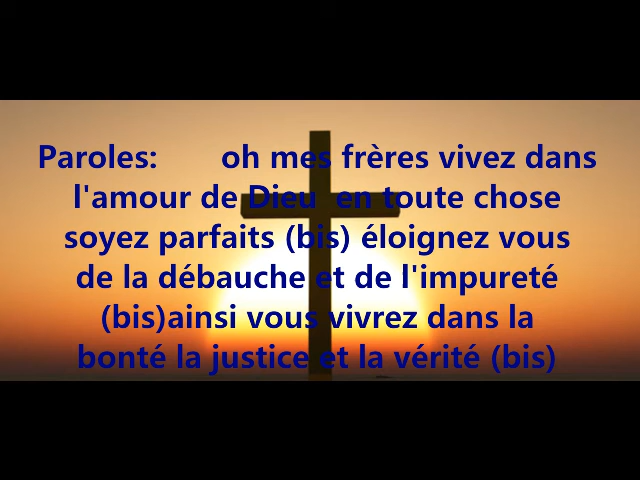 Paroles: oh mes frères vivez dans
l'amour de Dieu en toute chose
soyez parfaits (bis) éloignez vous
de la débauche et de l'impureté
(bis)ainsi vous vivrez dans la
bonté la justice et la vérité (bis)